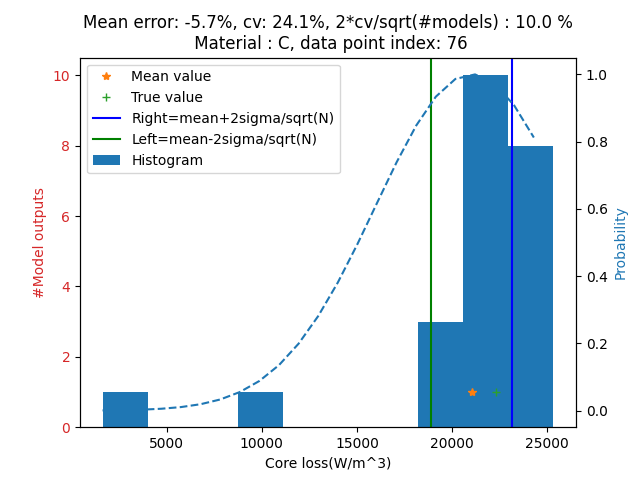 Mean error: -5.7%, cv: 24.1%, 2*cv/sqrt(#models) : 10.0 %
Material : C, data point index: 76
Mean value
True value
Right=mean+2sigma/sqrt(N)
Left=mean-2sigma/sqrt(N)
Histogram
#Model outputs
10
8
6
4
2
0
1.0
0.8
0.6
0.4
0.2
0.0
Probability
5000 10000 15000 20000 25000
Core loss(W/m^3)